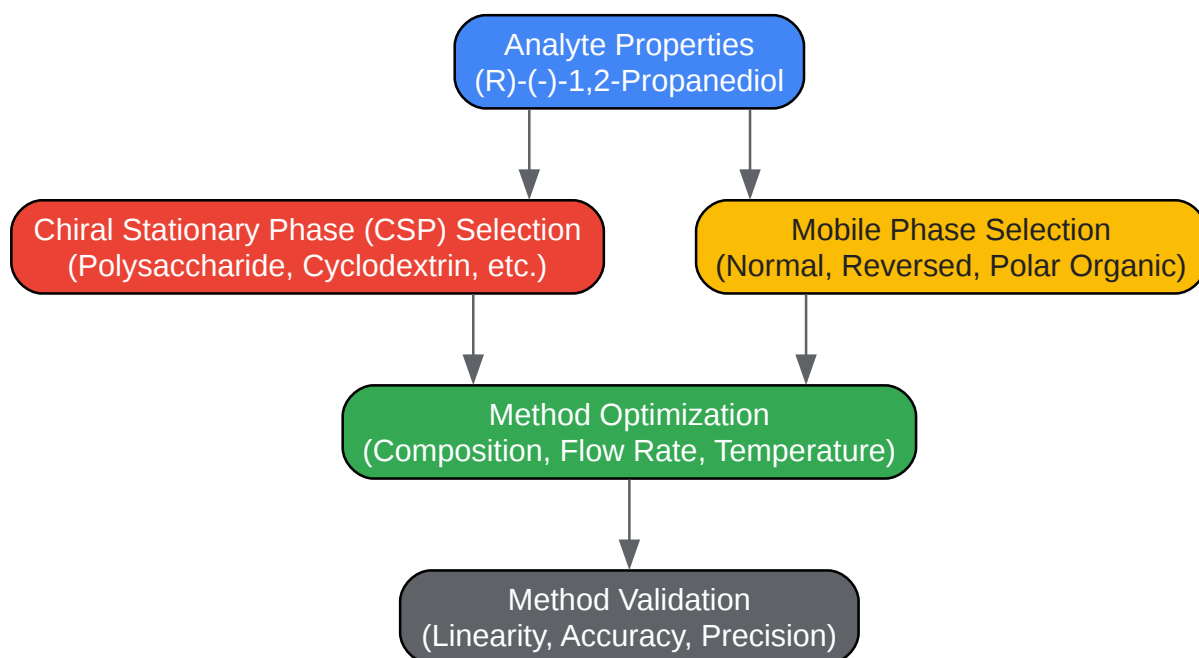 Analyte Properties
(R)-(-)-1,2-Propanediol
Chiral Stationary Phase (CSP) Selection
(Polysaccharide, Cyclodextrin, etc.)
Mobile Phase Selection
(Normal, Reversed, Polar Organic)
Method Optimization
(Composition, Flow Rate, Temperature)
Method Validation
(Linearity, Accuracy, Precision)